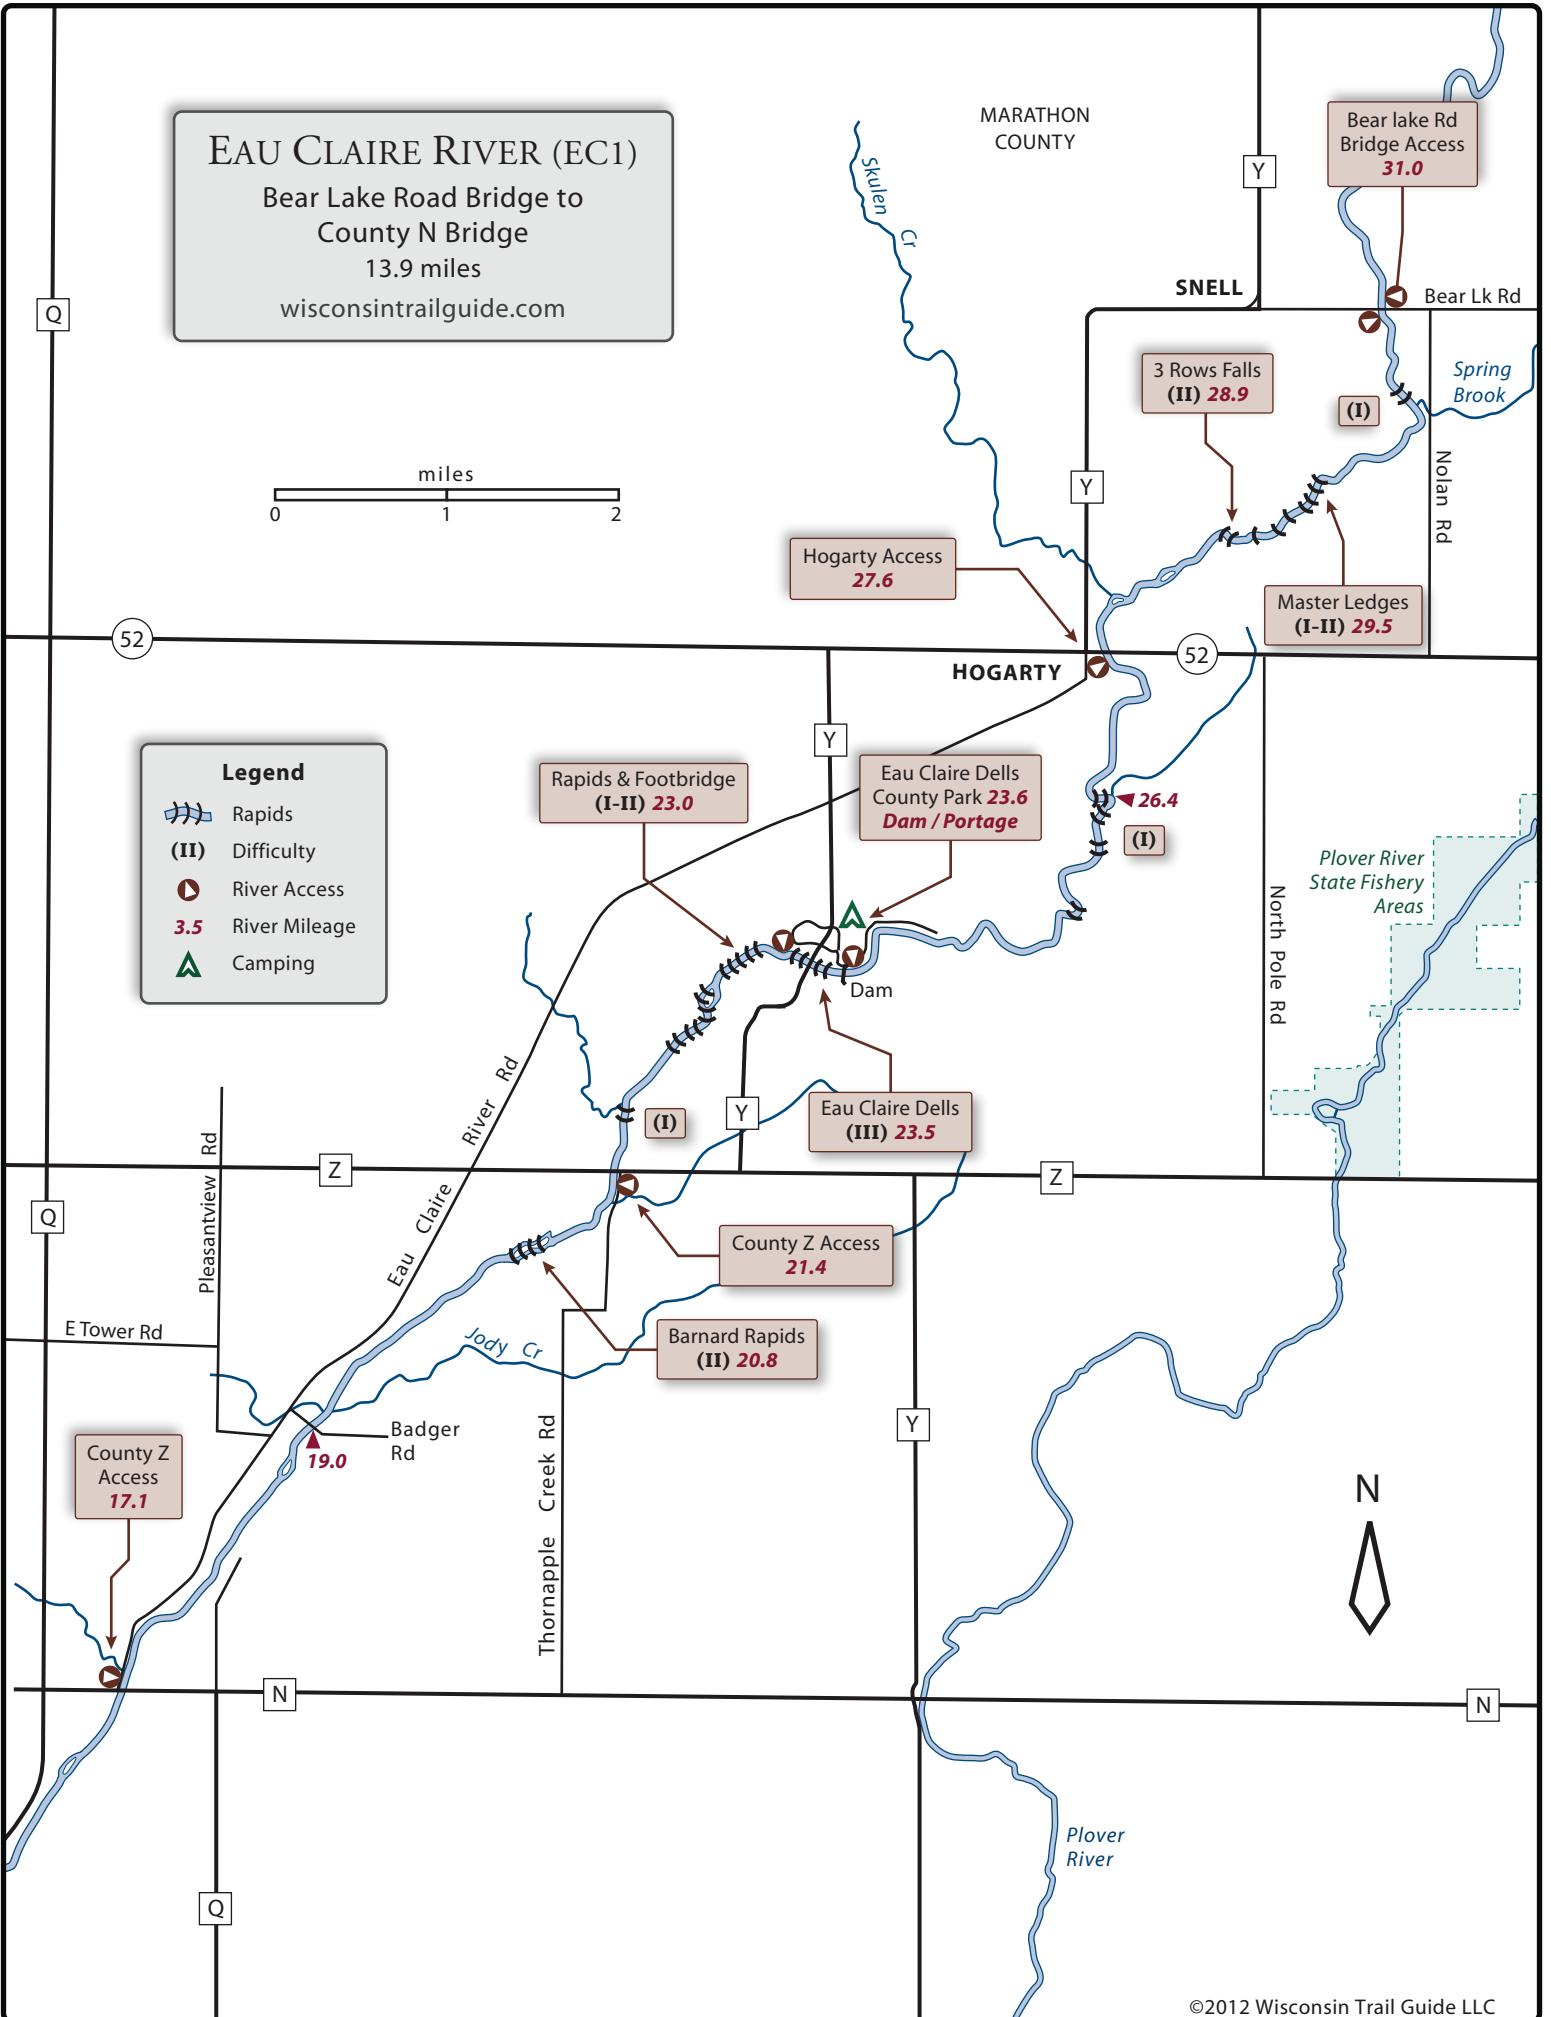 EAU CLAIRE RIVER (EC1)
Bear Lake Road Bridge to
County N Bridge
13.9 miles
wisconsintrailguide.com
MARATHON
COUNTY
Skulen Cr
Y
Bear lake Rd
Bridge Access
31.0
Q
SNELL
Bear Lk Rd
3 Rows Falls
(II) 28.9
(I)
Spring
Brook
miles
0 1 2
Y
Nolan Rd
Hogarty Access
27.6
Master Ledges
(I-II) 29.5
52
52
HOGARTY
Y
Legend
Rapids
(II) Difficulty
River Access
3.5 River Mileage
Camping
Rapids & Footbridge
(I-II) 23.0
Eau Claire Dells
County Park 23.6
Dam / Portage
26.4
(I)
Plover River
State Fishery
Areas
North Pole Rd
Dam
Eau Claire River Rd
(I)
Y
Eau Claire Dells
(III) 23.5
Pleasantview Rd
Z
Z
Q
County Z Access
21.4
E Tower Rd
Jody Cr
Barnard Rapids
(II) 20.8
Badger
Rd
19.0
Thornapple Creek Rd
Y
County Z
Access
17.1
N
N
N
Plover
River
Q
©2012 Wisconsin Trail Guide LLC